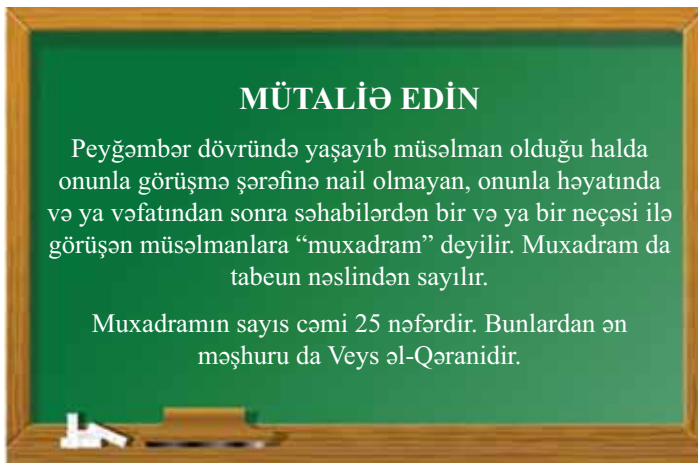 MÜTALİƏ EDİN
Peyğəmbər dövründə yaşayıb müsəlman olduğu halda
onunla görüşmə şərəfinə nail olmayan, onunla həyatında
və ya vəfatından sonra səhabilərdən bir və ya bir neçəsi ilə
görüşən müsəlmanlara “muxadram” deyilir. Muxadram da
tabeun nəslindən sayılır.
Muxadramın sayıs cəmi 25 nəfərdir. Bunlardan ən
məşhuru da Veys əl-Qəranidir.